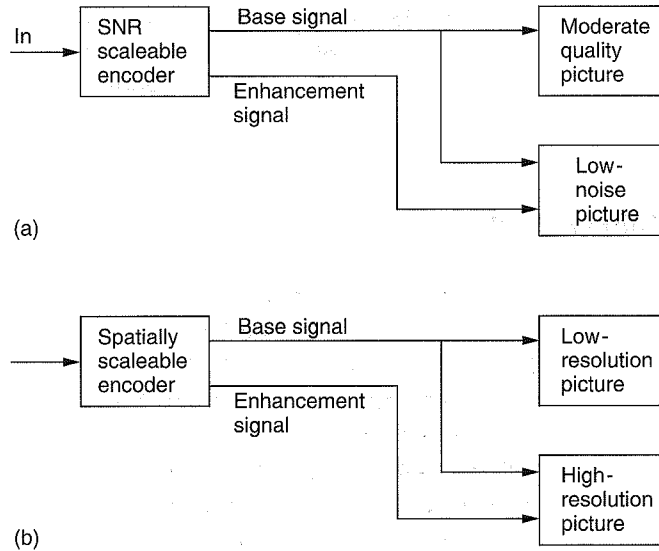 In
SNR
scaleable
encoder
Base signal
Enhancement
signal
Moderate
quality
picture
Low-
noise
picture
(a)
Spatially
scaleable
encoder
Base signal
Enhancement
signal
Low-
resolution
picture
High-
resolution
picture
(b)